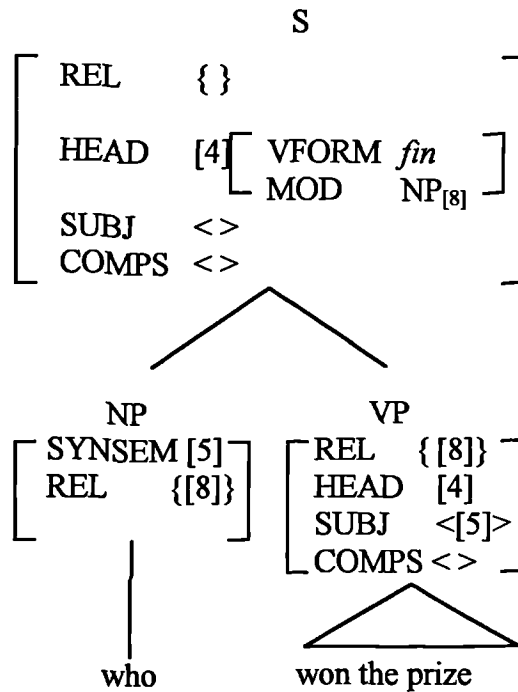 S
REL { }
HEAD [4] VFORM fin
MOD NP[8]
SUBJ < >
COMPS < >
NP VP
SYNSEM [5] REL {[8]}
REL {[8]} HEAD [4]
SUBJ <[5]>
COMPS < >
who won the prize